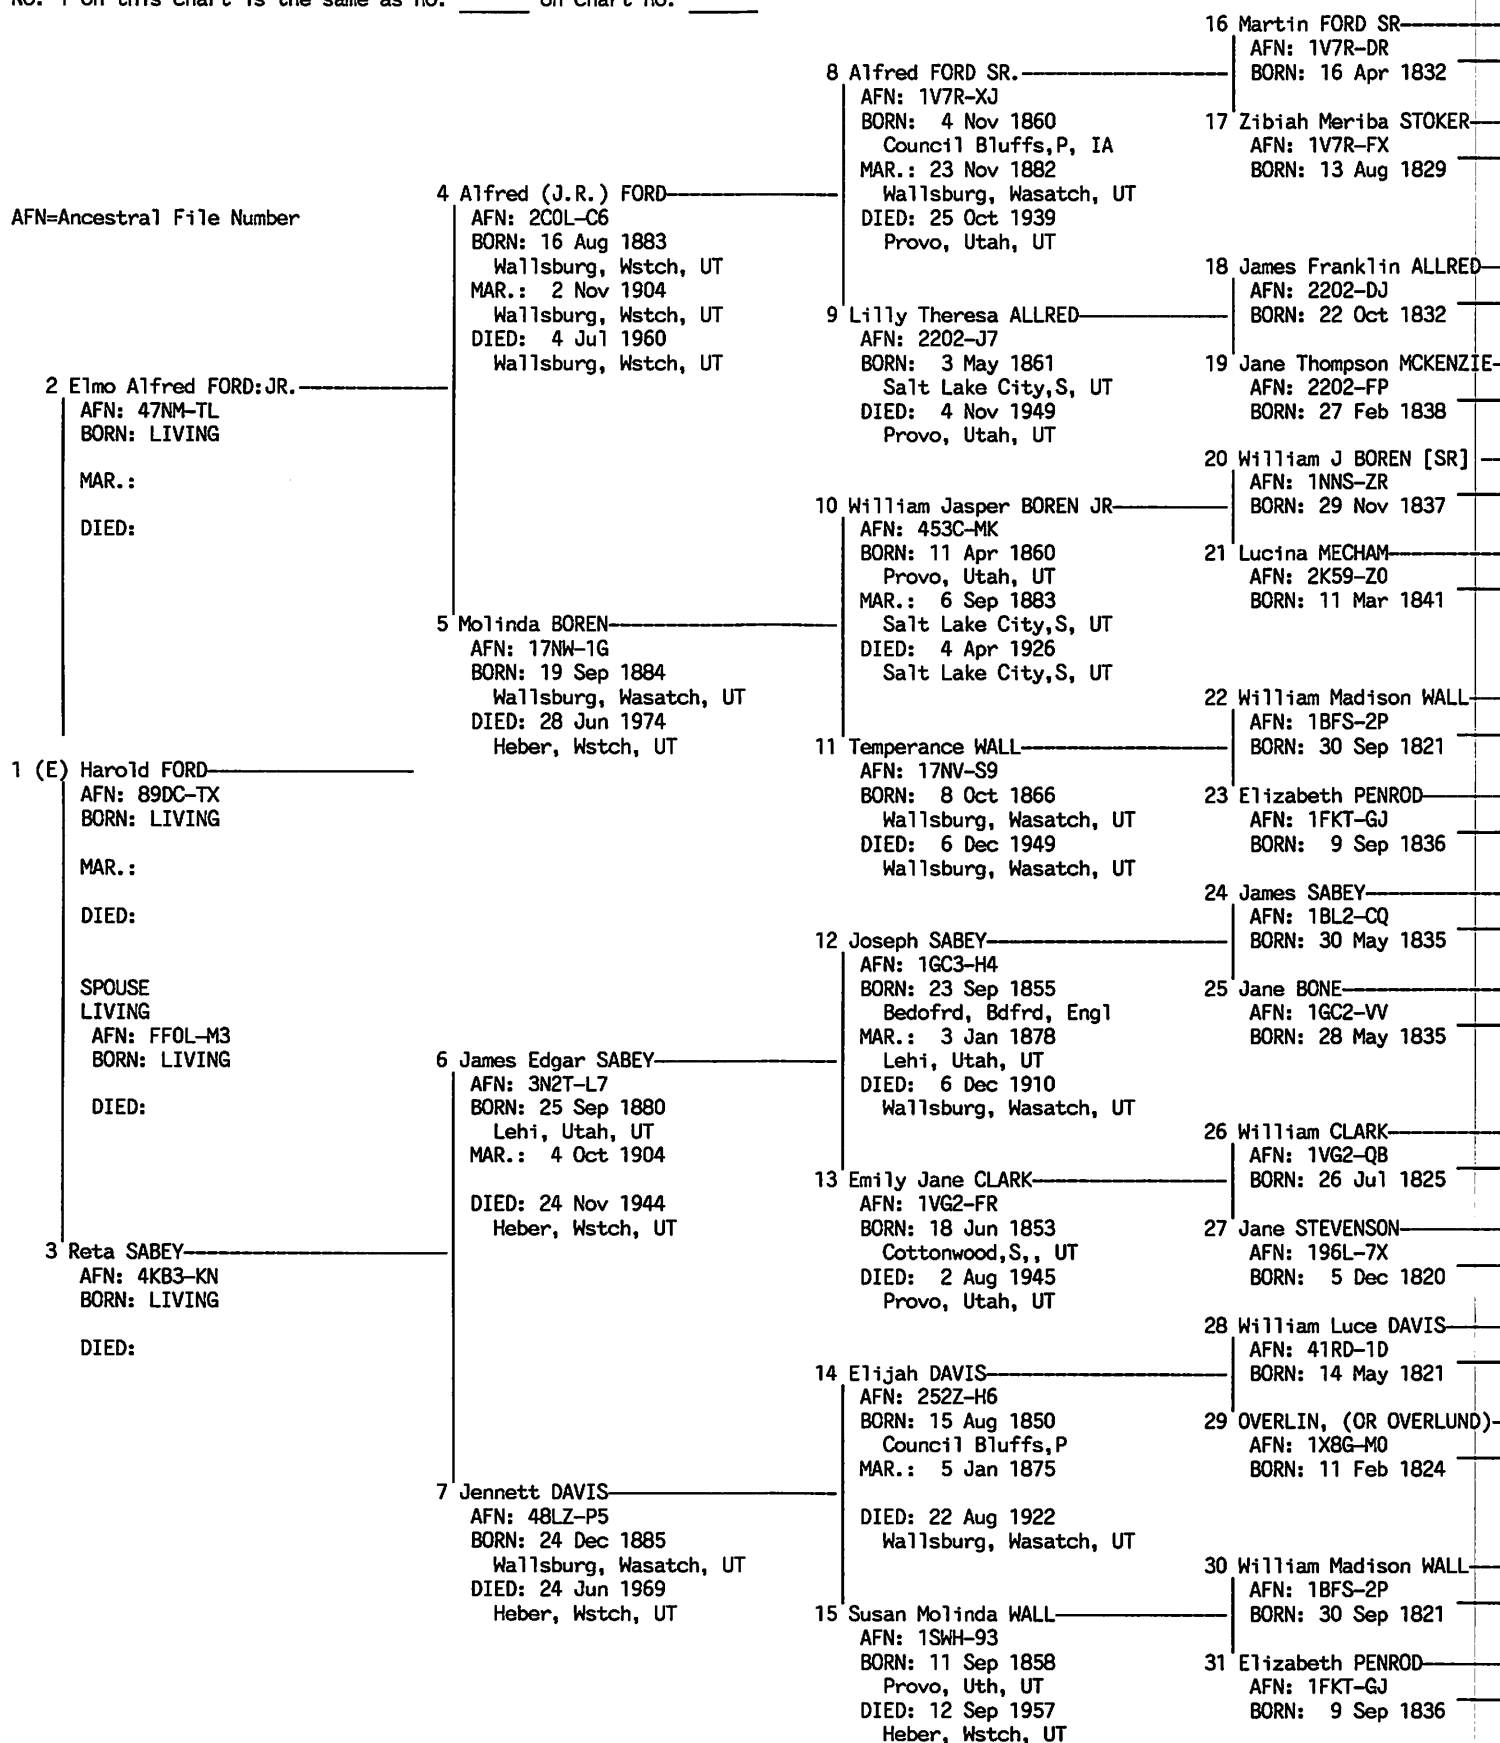 No. 1 on this chart is the same as no. ______ on chart no. ______
AFN=Ancestral File Number
1 (E) Harold FORD
AFN: 89DC-TX
BORN: LIVING
MAR.:
DIED:
SPOUSE
LIVING
AFN: FFOL-M3
BORN: LIVING
DIED:
2 Elmo Alfred FORD:JR.
AFN: 47NM-TL
BORN: LIVING
MAR.:
DIED:
3 Reta SABEY
AFN: 4KB3-KN
BORN: LIVING
DIED:
4 Alfred (J.R.) FORD
AFN: 2C0L-C6
BORN: 16 Aug 1883
Wallsburg, Wstch, UT
MAR.: 2 Nov 1904
Wallsburg, Wstch, UT
DIED: 4 Jul 1960
Wallsburg, Wstch, UT
5 Molinda BOREN
AFN: 17NW-1G
BORN: 19 Sep 1884
Wallsburg, Wasatch, UT
DIED: 28 Jun 1974
Heber, Wstch, UT
6 James Edgar SABEY
AFN: 3N2T-L7
BORN: 25 Sep 1880
Lehi, Utah, UT
MAR.: 4 Oct 1904
DIED: 24 Nov 1944
Heber, Wstch, UT
7 Jennett DAVIS
AFN: 48LZ-P5
BORN: 24 Dec 1885
Wallsburg, Wasatch, UT
DIED: 24 Jun 1969
Heber, Wstch, UT
8 Alfred FORD SR.
AFN: 1V7R-XJ
BORN: 4 Nov 1860
Council Bluffs,P, IA
MAR.: 23 Nov 1882
Wallsburg, Wasatch, UT
DIED: 25 Oct 1939
Provo, Utah, UT
9 Lilly Theresa ALLRED
AFN: 2202-J7
BORN: 3 May 1861
Salt Lake City,S, UT
DIED: 4 Nov 1949
Provo, Utah, UT
10 William Jasper BOREN JR
AFN: 453C-MK
BORN: 11 Apr 1860
Provo, Utah, UT
MAR.: 6 Sep 1883
Salt Lake City,S, UT
DIED: 4 Apr 1926
Salt Lake City,S, UT
11 Temperance WALL
AFN: 17NV-S9
BORN: 8 Oct 1866
Wallsburg, Wasatch, UT
DIED: 6 Dec 1949
Wallsburg, Wasatch, UT
12 Joseph SABEY
AFN: 1GC3-H4
BORN: 23 Sep 1855
Bedofrd, Bdfrd, Engl
MAR.: 3 Jan 1878
Lehi, Utah, UT
DIED: 6 Dec 1910
Wallsburg, Wasatch, UT
13 Emily Jane CLARK
AFN: 1VG2-FR
BORN: 18 Jun 1853
Cottonwood,S,, UT
DIED: 2 Aug 1945
Provo, Utah, UT
14 Elijah DAVIS
AFN: 252Z-H6
BORN: 15 Aug 1850
Council Bluffs,P
MAR.: 5 Jan 1875
DIED: 22 Aug 1922
Wallsburg, Wasatch, UT
15 Susan Molinda WALL
AFN: 1SWH-93
BORN: 11 Sep 1858
Provo, Uth, UT
DIED: 12 Sep 1957
Heber, Wstch, UT
16 Martin FORD SR
AFN: 1V7R-DR
BORN: 16 Apr 1832
17 Zibiah Meriba STOKER
AFN: 1V7R-FX
BORN: 13 Aug 1829
18 James Franklin ALLRED
AFN: 2202-DJ
BORN: 22 Oct 1832
19 Jane Thompson MCKENZIE
AFN: 2202-FP
BORN: 27 Feb 1838
20 William J BOREN [SR]
AFN: 1NNS-ZR
BORN: 29 Nov 1837
21 Lucina MECHAM
AFN: 2K59-Z0
BORN: 11 Mar 1841
22 William Madison WALL
AFN: 1BFS-2P
BORN: 30 Sep 1821
23 Elizabeth PENROD
AFN: 1FKT-GJ
BORN: 9 Sep 1836
24 James SABEY
AFN: 1BL2-CQ
BORN: 30 May 1835
25 Jane BONE
AFN: 1GC2-VV
BORN: 28 May 1835
26 William CLARK
AFN: 1VG2-QB
BORN: 26 Jul 1825
27 Jane STEVENSON
AFN: 196L-7X
BORN: 5 Dec 1820
28 William Luce DAVIS
AFN: 41RD-1D
BORN: 14 May 1821
29 OVERLIN, (OR OVERLUND)
AFN: 1X8G-M0
BORN: 11 Feb 1824
30 William Madison WALL
AFN: 1BFS-2P
BORN: 30 Sep 1821
31 Elizabeth PENROD
AFN: 1FKT-GJ
BORN: 9 Sep 1836